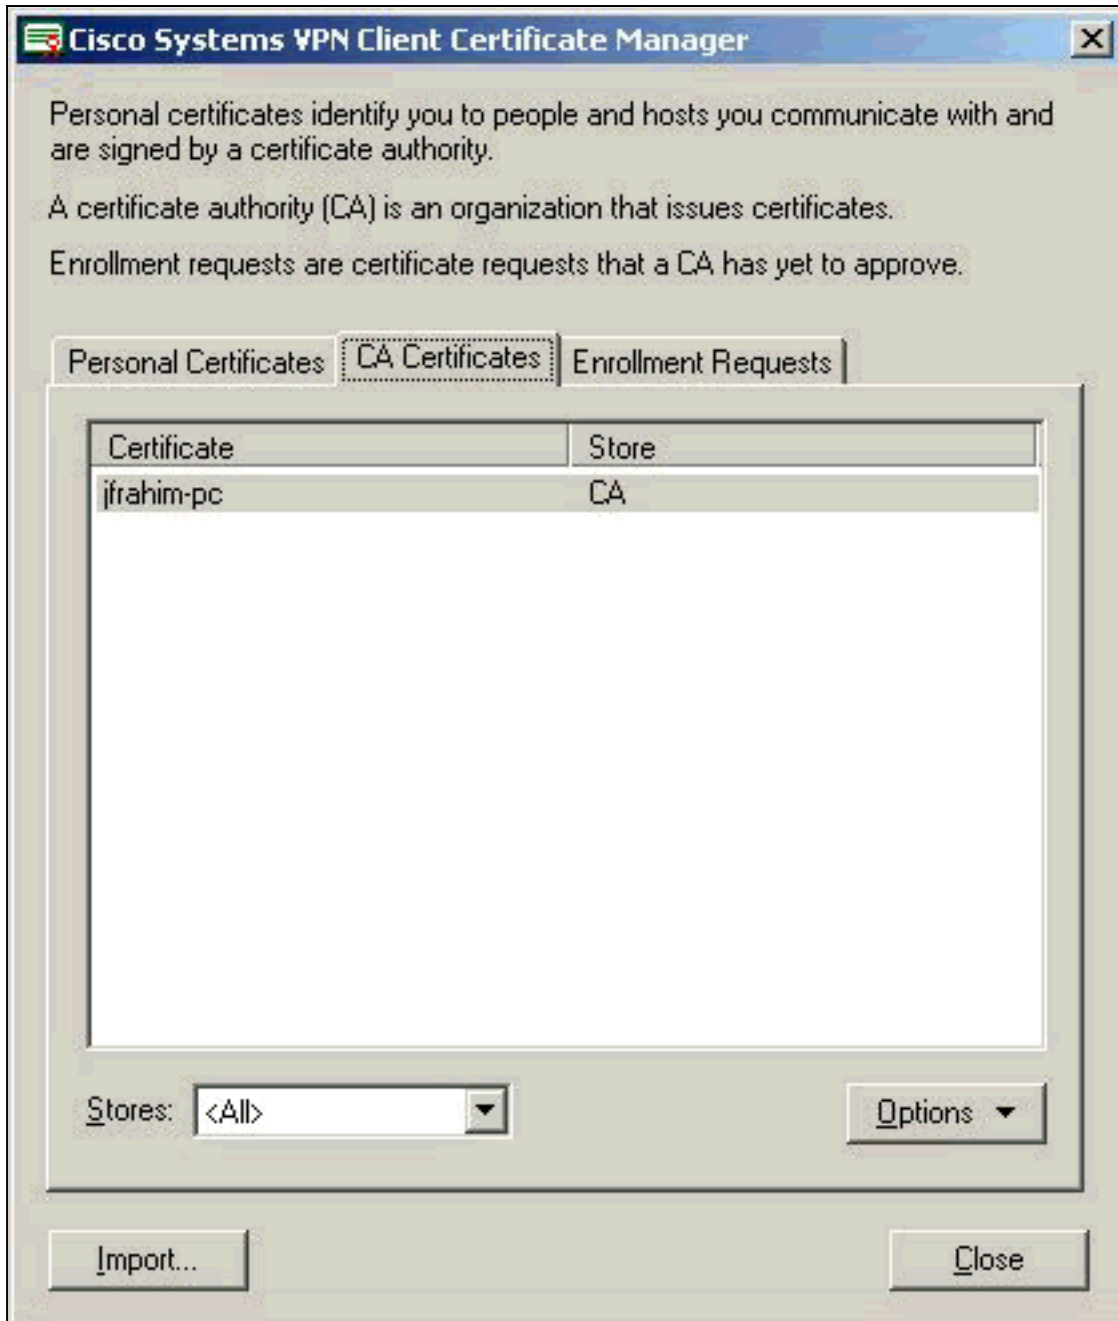 Cisco Systems VPN Client Certificate Manager
Personal certificates identify you to people and hosts you communicate with and
are signed by a certificate authority.
A certificate authority (CA) is an organization that issues certificates.
Enrollment requests are certificate requests that a CA has yet to approve.
Personal Certificates CA Certificates Enrollment Requests
Certificate Store
jfrahim-pc CA
Stores: <All> Options
Import... Close